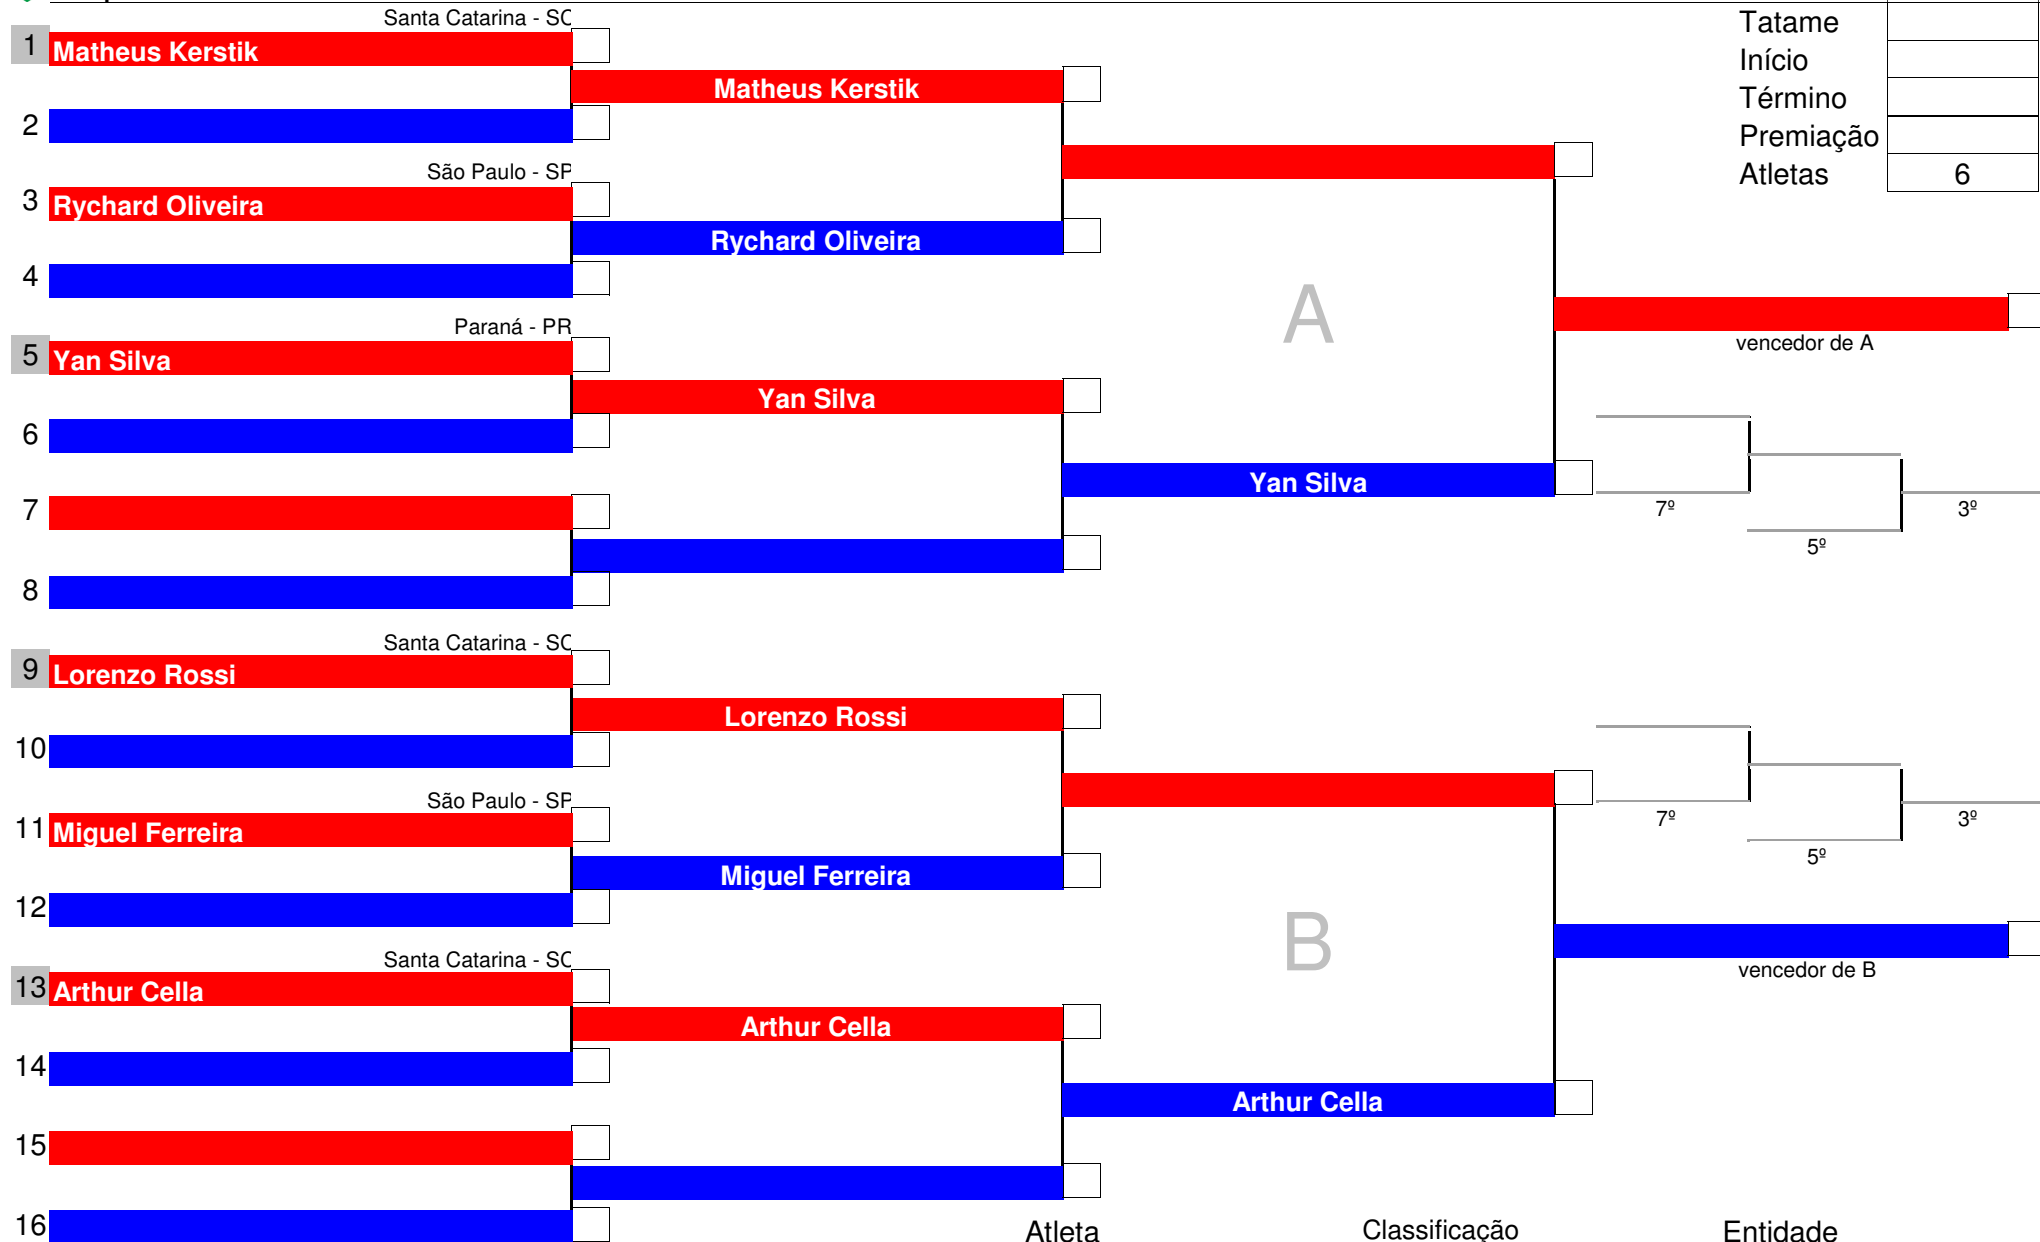 Santa Catarina - SC
Tatame
1 Matheus Kerstik
Início
Matheus Kerstik
Término
2
Premiação
São Paulo - SP
Atletas 6
3 Rychard Oliveira
Rychard Oliveira
4
A
Paraná - PR
vencedor de A
5 Yan Silva
Yan Silva
6
Yan Silva
7
7º 3º
5º
8
Santa Catarina - SC
9 Lorenzo Rossi
Lorenzo Rossi
10
São Paulo - SP
7º 3º
11 Miguel Ferreira
5º
Miguel Ferreira
12
B
Santa Catarina - SC
vencedor de B
13 Arthur Cella
Arthur Cella
14
Arthur Cella
15
16
Atleta Classificação Entidade